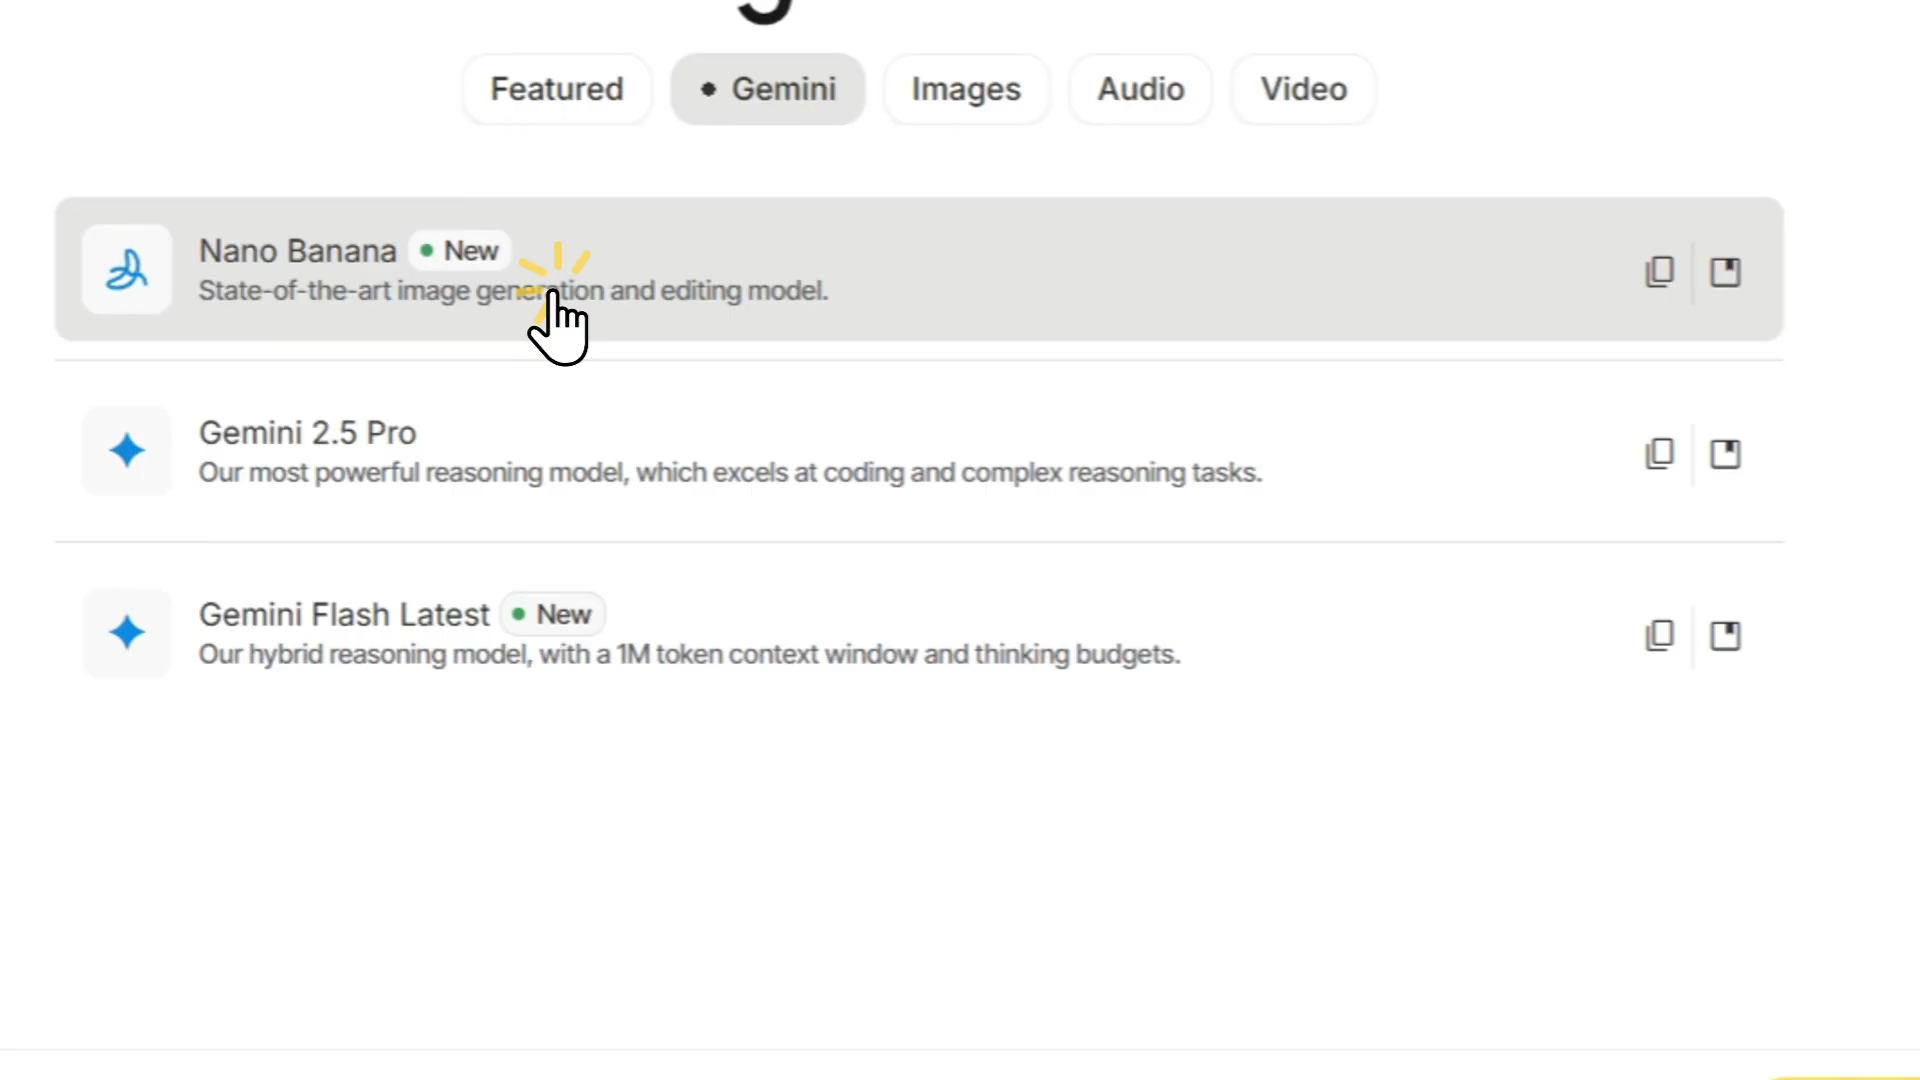 Featured
Gemini
Images
Audio
Video
Nano Banana New
State-of-the-art image generation and editing model.
Gemini 2.5 Pro
Our most powerful reasoning model, which excels at coding and complex reasoning tasks.
Gemini Flash Latest New
Our hybrid reasoning model, with a 1M token context window and thinking budgets.